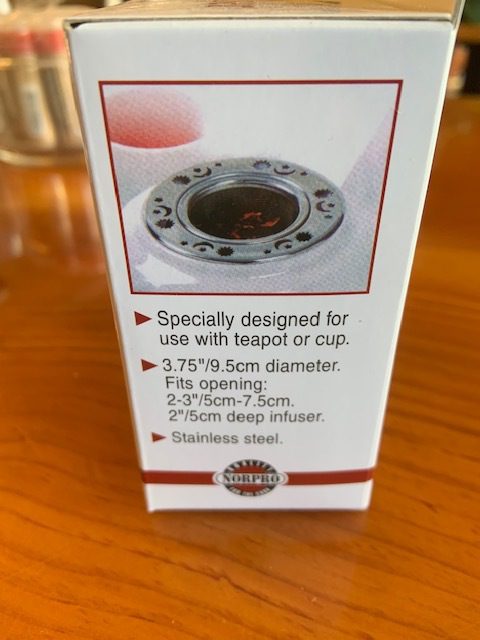 Specially designed for
use with teapot or cup.
3.75"/9.5cm diameter.
Fits opening:
2-3"/5cm-7.5cm.
2"/5cm deep infuser.
Stainless steel.
NORPRO